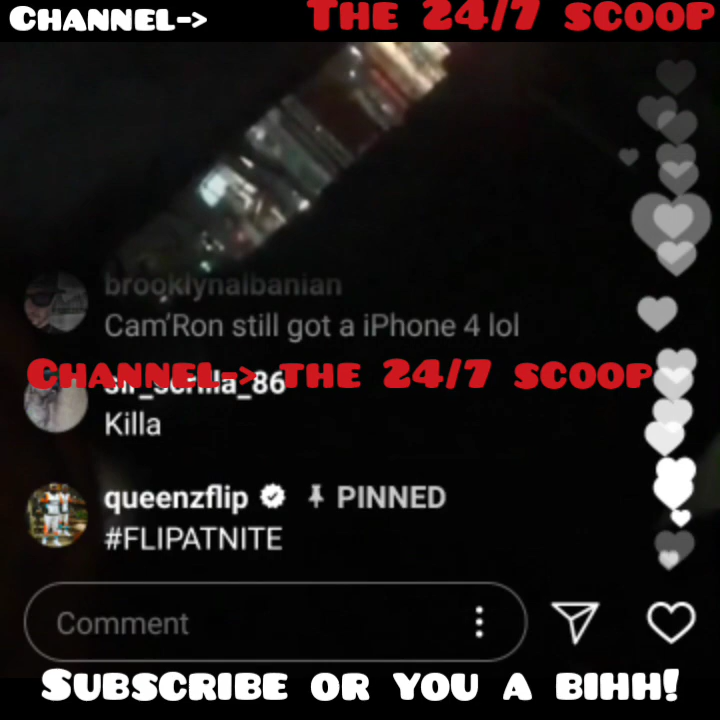 Channel-> The 24/7 scoop
brooklynalbanian
Cam'Ron still got a iPhone 4 lol
Channel-> the 24/7 scoop
Killa
queenzflip PINNED
#FLIPATNITE
Comment
Subscribe or you a bihh!